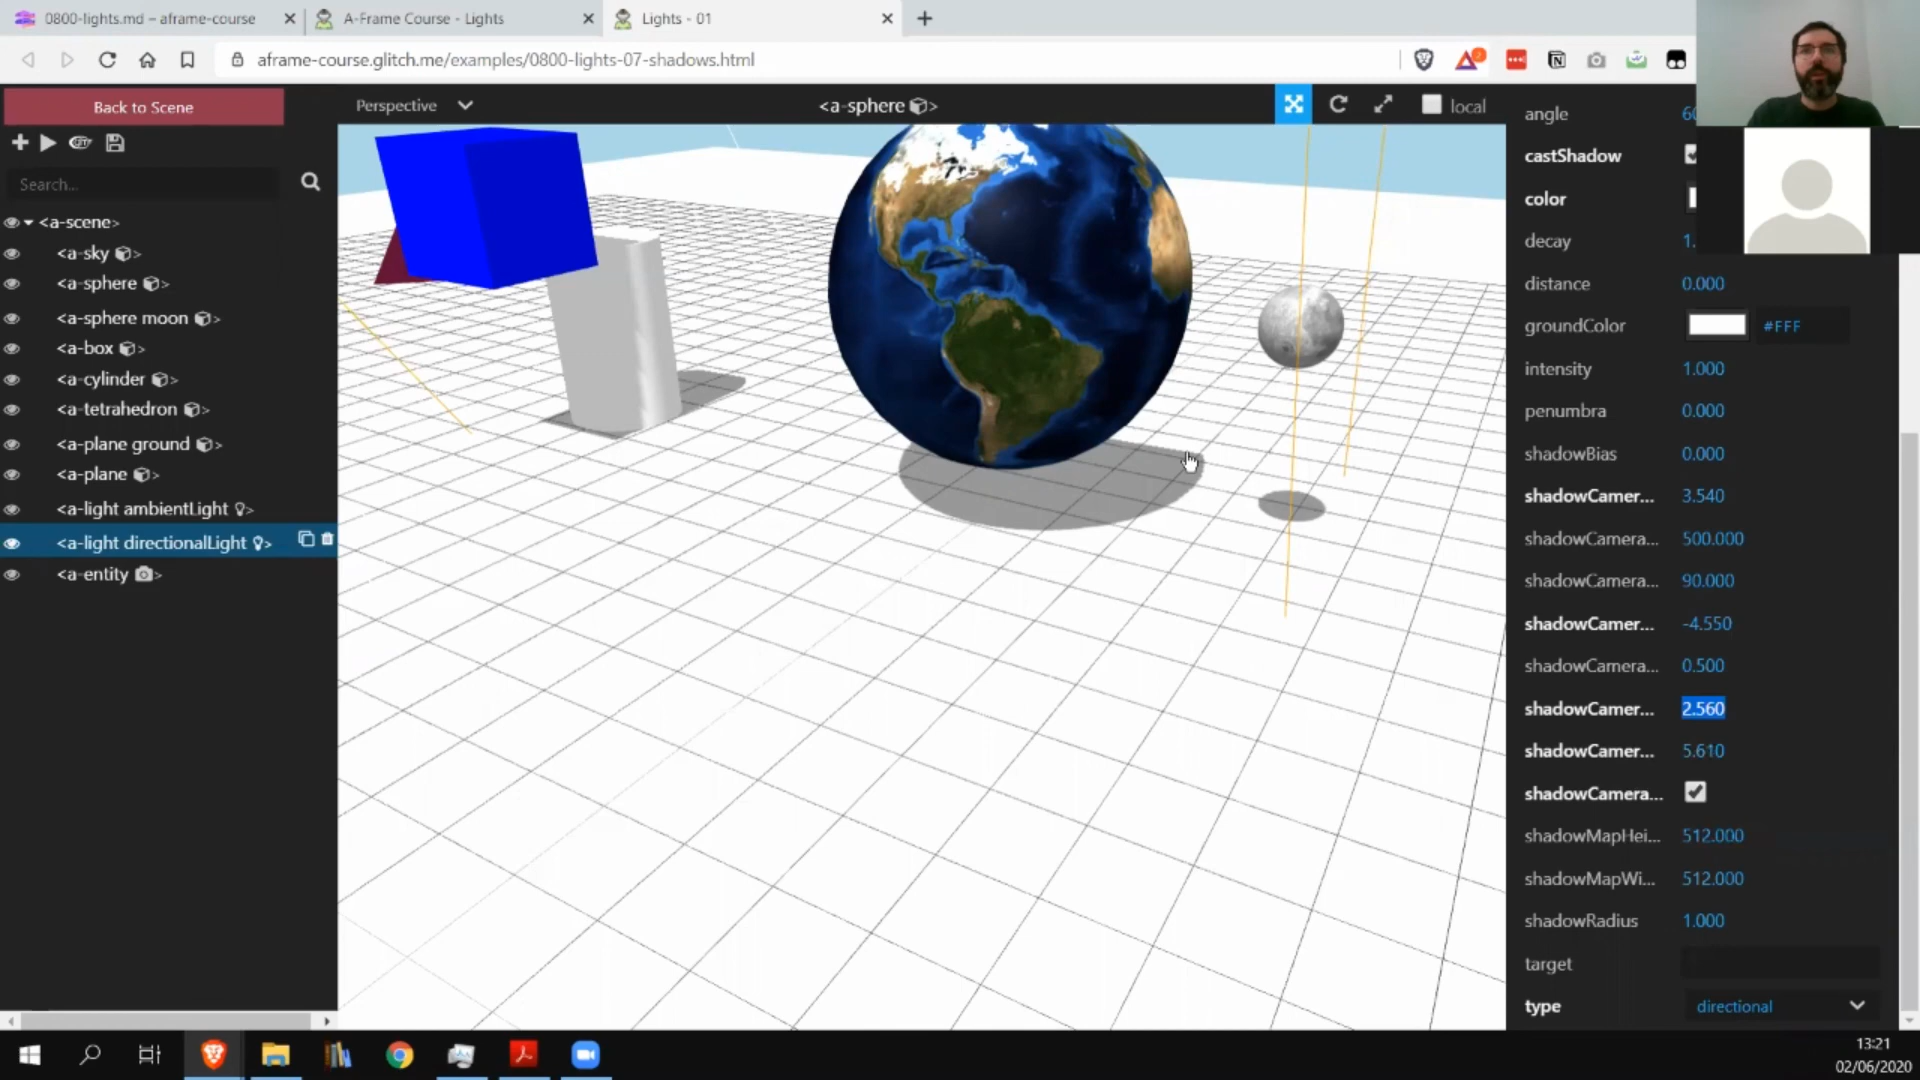 0800-lights.md – aframe-course
A-Frame Course - Lights
Lights - 01
aframe-course.glitch.me/examples/0800-lights-07-shadows.html
Back to Scene
Perspective
<a-sphere >
local
Search...
<a-scene>
<a-sky >
<a-sphere >
<a-sphere moon >
<a-box >
<a-cylinder >
<a-tetrahedron >
<a-plane ground >
<a-plane >
<a-light ambientLight >
<a-light directionalLight >
<a-entity >
angle
castShadow
color
decay 1.
distance 0.000
groundColor #FFF
intensity 1.000
penumbra 0.000
shadowBias 0.000
shadowCamer... 3.540
shadowCamera... 500.000
shadowCamera... 90.000
shadowCamer... -4.550
shadowCamera... 0.500
shadowCamer... 2.560
shadowCamer... 5.610
shadowCamera...
shadowMapHei... 512.000
shadowMapWi... 512.000
shadowRadius 1.000
target
type directional
13:21
02/06/2020